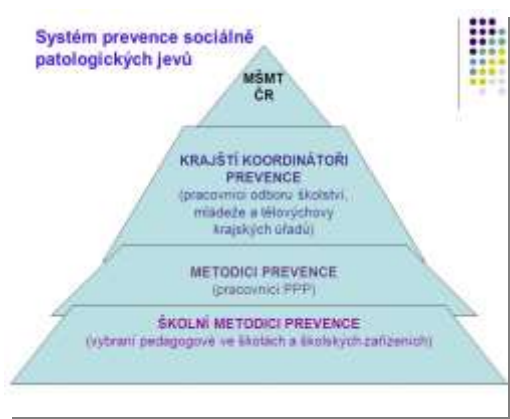 Systém prevence sociálně
patologických jevů
MŠMT
ČR
KRAJŠTÍ KOORDINÁTOŘI
PREVENCE
(pracovníci odboru školství,
mládeže a tělovýchovy
krajských úřadů)
METODICI PREVENCE
(pracovníci PPP)
ŠKOLNÍ METODICI PREVENCE
(vybraní pedagogové ve školách a školských zařízeních)